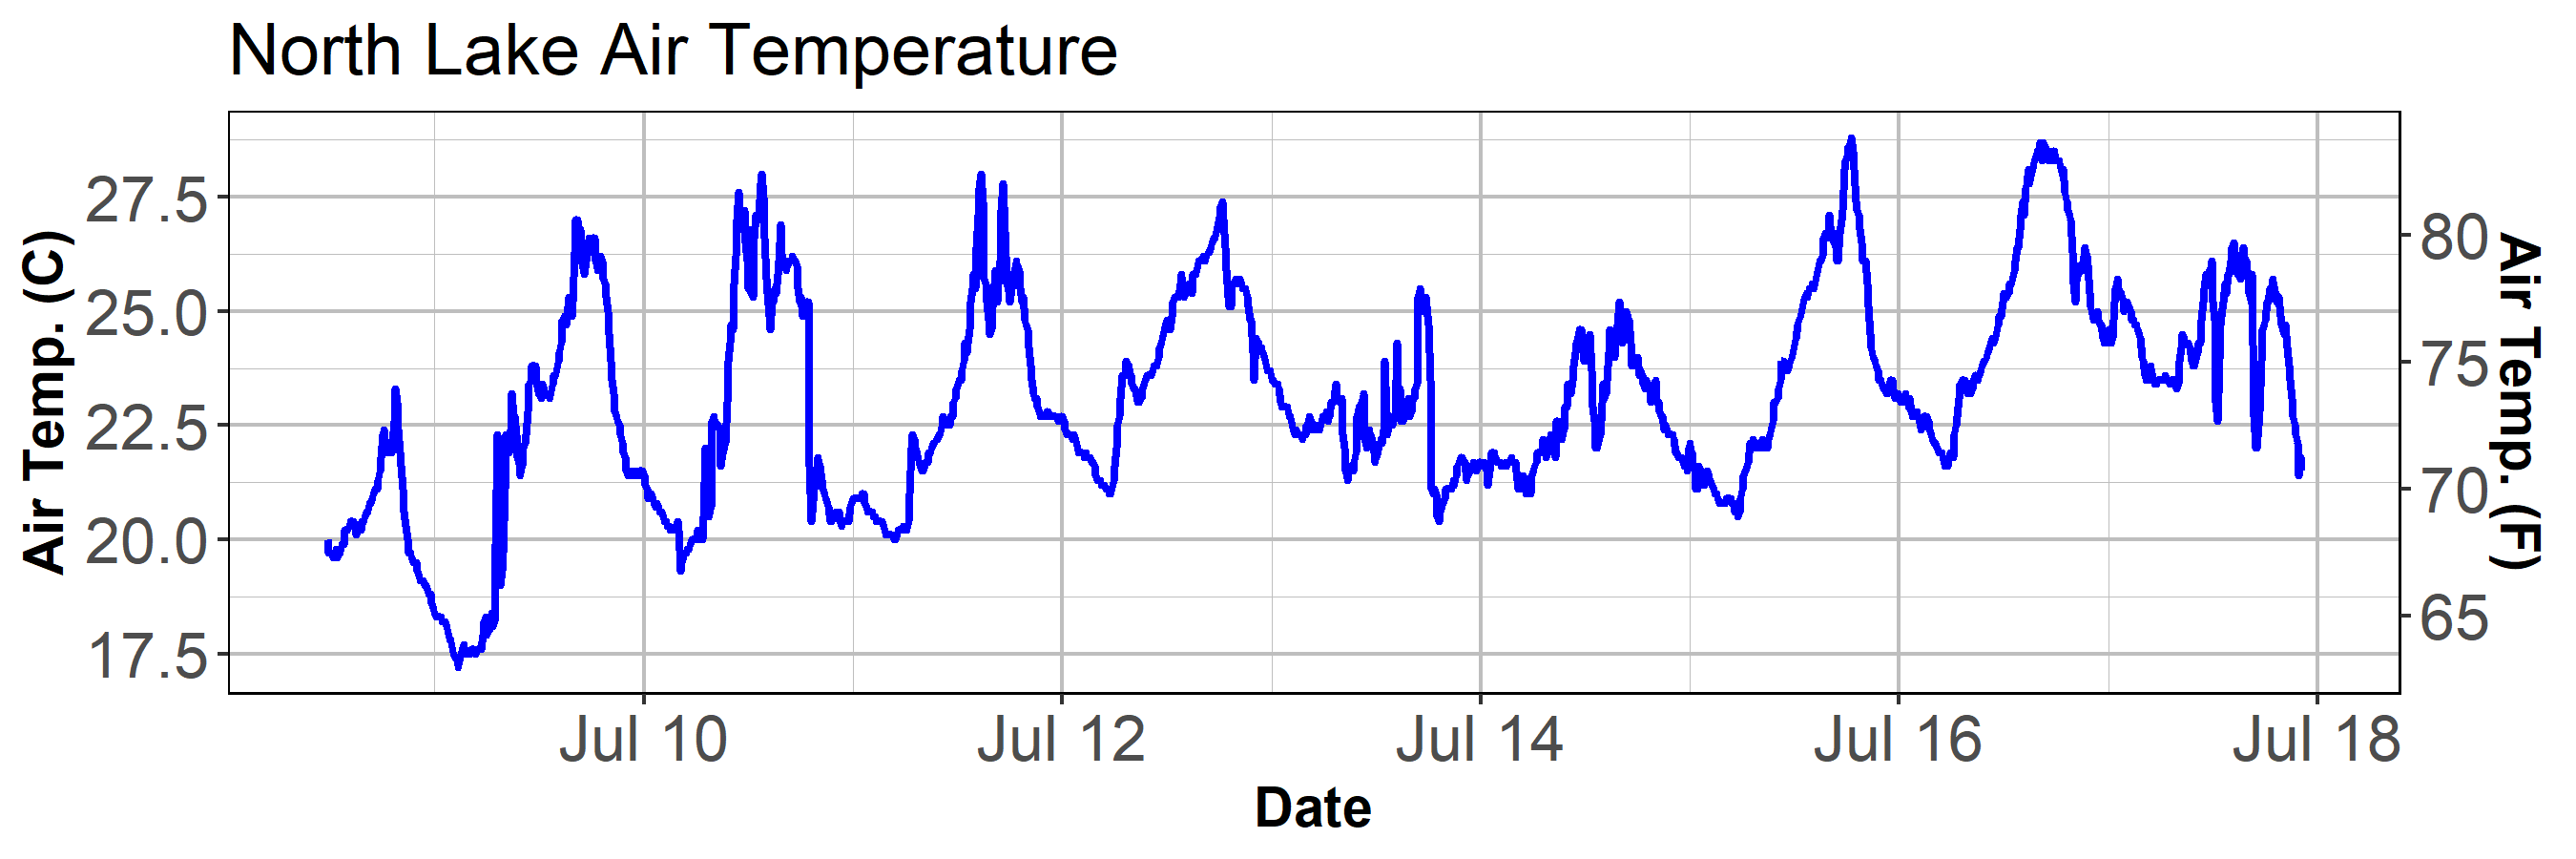 North Lake Air Temperature
Air Temp. (C)
27.5
25.0
22.5
20.0
17.5
80
75
70
65
Air Temp. (F)
Jul 10 Jul 12 Jul 14 Jul 16 Jul 18
Date